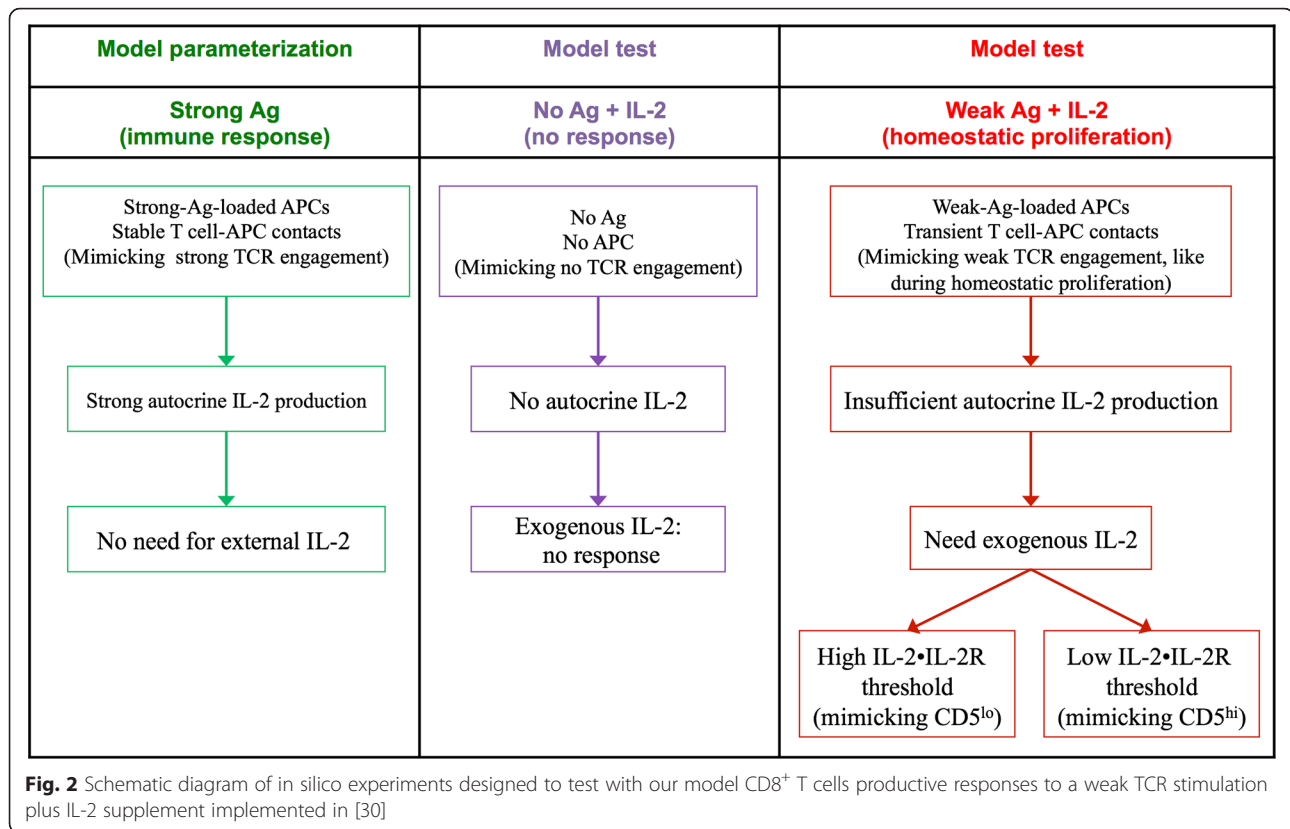 Model parameterization
Model test
Model test
Strong Ag
(immune response)
No Ag + IL-2
(no response)
Weak Ag + IL-2
(homeostatic proliferation)
Strong-Ag-loaded APCs
Stable T cell-APC contacts
(Mimicking strong TCR engagement)
Strong autocrine IL-2 production
No need for external IL-2
No Ag
No APC
(Mimicking no TCR engagement)
No autocrine IL-2
Exogenous IL-2:
no response
Weak-Ag-loaded APCs
Transient T cell-APC contacts
(Mimicking weak TCR engagement, like
during homeostatic proliferation)
Insufficient autocrine IL-2 production
Need exogenous IL-2
High IL-2•IL-2R
threshold
(mimicking CD5ˡᵒ)
Low IL-2•IL-2R
threshold
(mimicking CD5ʰⁱ)
Fig. 2 Schematic diagram of in silico experiments designed to test with our model CD8⁺ T cells productive responses to a weak TCR stimulation
plus IL-2 supplement implemented in [30]